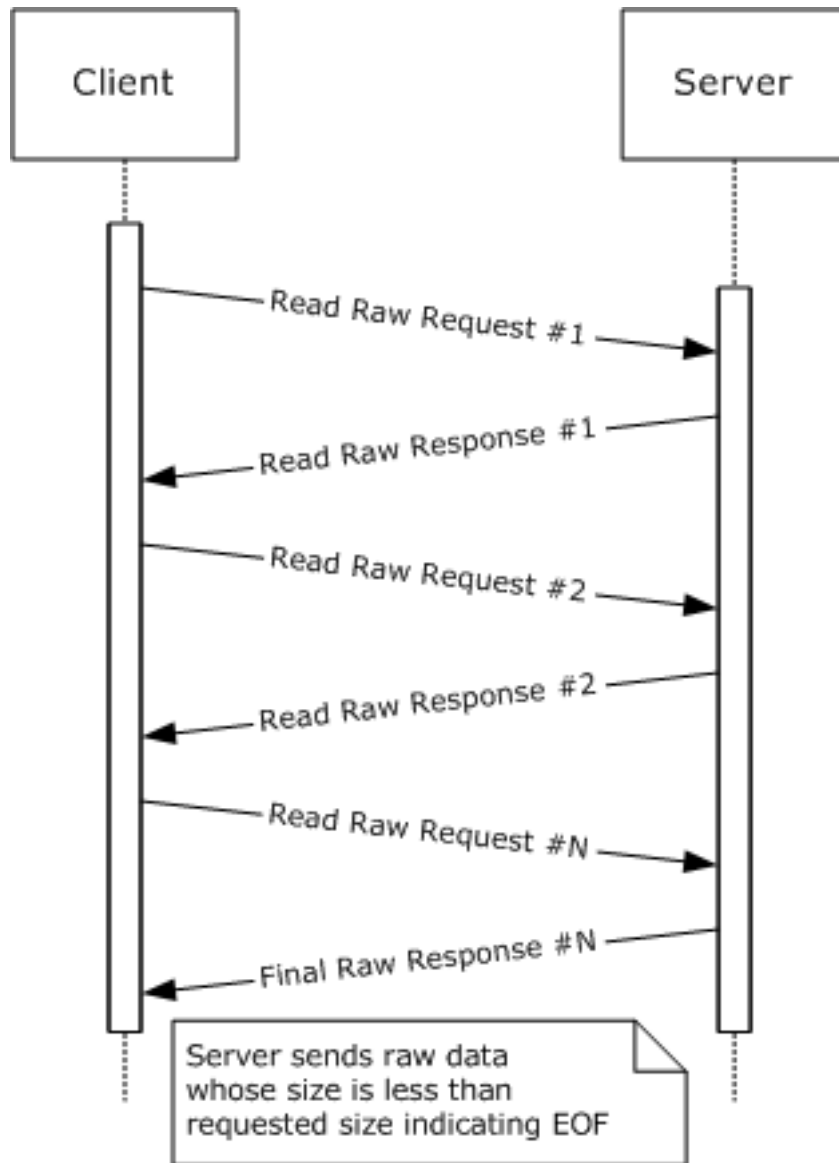 Client
Server
Read Raw Request #1
Read Raw Response #1
Read Raw Request #2
Read Raw Response #2
Read Raw Request #N
Final Raw Response #N
Server sends raw data
whose size is less than
requested size indicating EOF